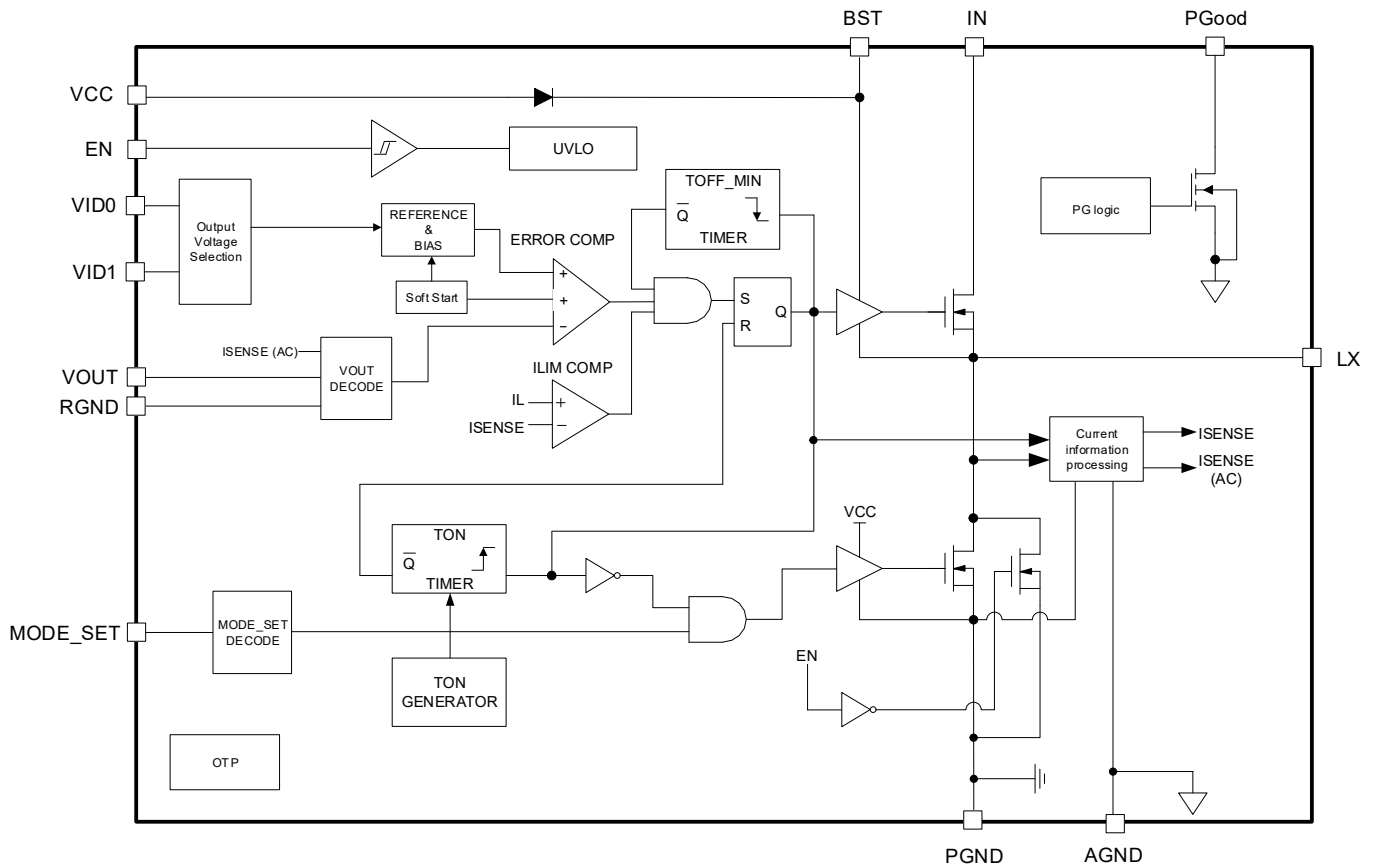 BST
IN
PGood
VCC
EN
UVLO
VID0
VID1
Output
Voltage
Selection
REFERENCE
&
BIAS
Soft Start
ERROR COMP
+
+
−
TOFF_MIN
Q
TIMER
S
R
Q
PG logic
LX
ISENSE (AC)
VOUT
RGND
VOUT
DECODE
ILIM COMP
IL
ISENSE
+
−
Current
information
processing
ISENSE
ISENSE
(AC)
VCC
TON
Q
TIMER
MODE_SET
MODE_SET
DECODE
TON
GENERATOR
EN
OTP
PGND
AGND